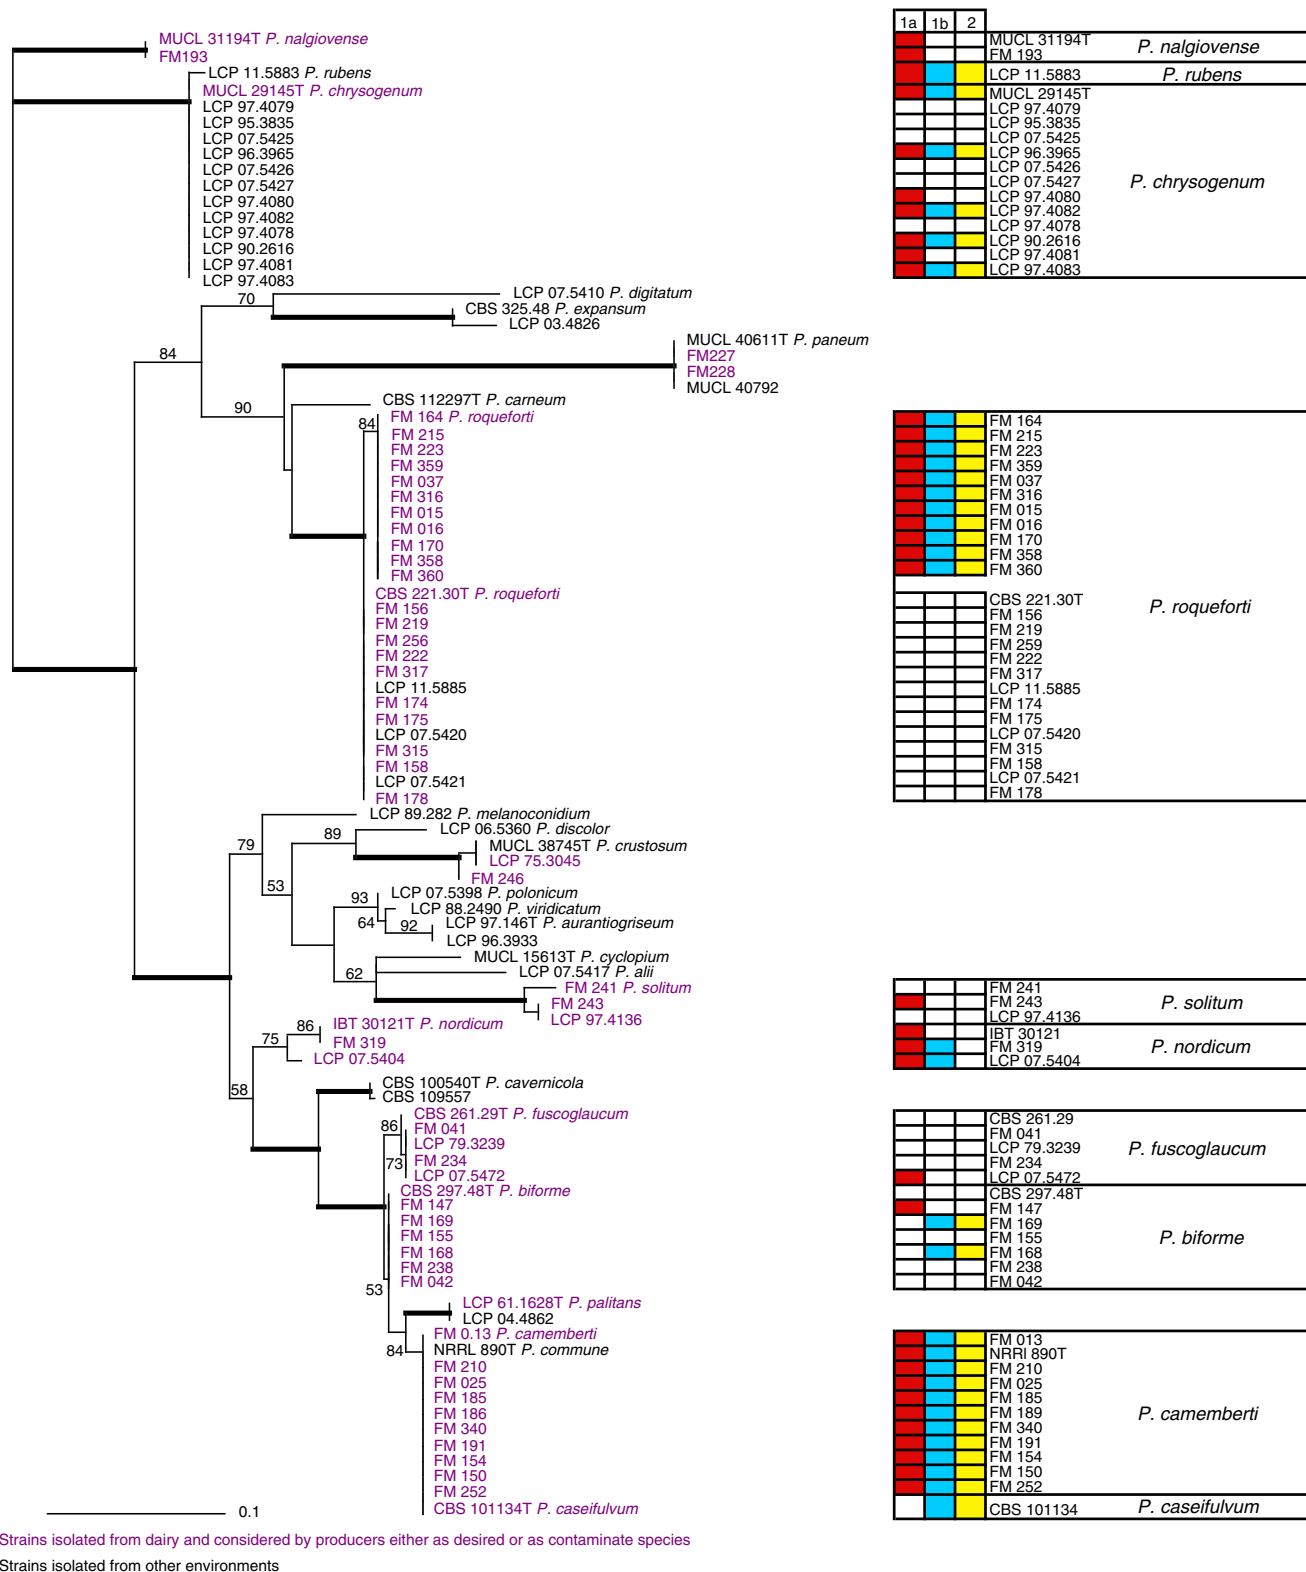 MUCL 31194T P. nalgiovense
FM193
LCP 11.5883 P. rubens
MUCL 29145T P. chrysogenum
LCP 97.4079
LCP 95.3835
LCP 07.5425
LCP 96.3965
LCP 07.5426
LCP 07.5427
LCP 97.4080
LCP 97.4082
LCP 97.4078
LCP 90.2616
LCP 97.4081
LCP 97.4083
70
LCP 07.5410 P. digitatum
CBS 325.48 P. expansum
LCP 03.4826
84
MUCL 40611T P. paneum
FM227
FM228
MUCL 40792
90
CBS 112297T P. carneum
84
FM 164 P. roqueforti
FM 215
FM 223
FM 359
FM 037
FM 316
FM 015
FM 016
FM 170
FM 358
FM 360
CBS 221.30T P. roqueforti
FM 156
FM 219
FM 256
FM 222
FM 317
LCP 11.5885
FM 174
FM 175
LCP 07.5420
FM 315
FM 158
LCP 07.5421
FM 178
LCP 89.282 P. melanoconidium
79
89
LCP 06.5360 P. discolor
MUCL 38745T P. crustosum
LCP 75.3045
FM 246
53
93
LCP 07.5398 P. polonicum
LCP 88.2490 P. viridicatum
64
92
LCP 97.146T P. aurantiogriseum
LCP 96.3933
MUCL 15613T P. cyclopium
62
LCP 07.5417 P. alii
FM 241 P. solitum
FM 243
LCP 97.4136
86
IBT 30121T P. nordicum
75
FM 319
LCP 07.5404
58
CBS 100540T P. cavernicola
CBS 109557
CBS 261.29T P. fuscoglaucum
86
FM 041
LCP 79.3239
73
FM 234
LCP 07.5472
CBS 297.48T P. biforme
FM 147
FM 169
FM 155
FM 168
FM 238
FM 042
53
LCP 61.1628T P. palitans
LCP 04.4862
FM 0.13 P. camemberti
84
NRRL 890T P. commune
FM 210
FM 025
FM 185
FM 186
FM 340
FM 191
FM 154
FM 150
FM 252
CBS 101134T P. caseifulvum
0.1
1a 1b 2
MUCL 31194T
FM 193
P. nalgiovense
LCP 11.5883
P. rubens
MUCL 29145T
LCP 97.4079
LCP 95.3835
LCP 07.5425
LCP 96.3965
LCP 07.5426
LCP 07.5427
LCP 97.4080
LCP 97.4082
LCP 97.4078
LCP 90.2616
LCP 97.4081
LCP 97.4083
P. chrysogenum
FM 164
FM 215
FM 223
FM 359
FM 037
FM 316
FM 015
FM 016
FM 170
FM 358
FM 360
P. roqueforti
CBS 221.30T
FM 156
FM 219
FM 259
FM 222
FM 317
LCP 11.5885
FM 174
FM 175
LCP 07.5420
FM 315
FM 158
LCP 07.5421
FM 178
FM 241
FM 243
LCP 97.4136
P. solitum
IBT 30121
FM 319
LCP 07.5404
P. nordicum
CBS 261.29
FM 041
LCP 79.3239
FM 234
LCP 07.5472
P. fuscoglaucum
CBS 297.48T
FM 147
FM 169
FM 155
FM 168
FM 238
FM 042
P. biforme
FM 013
NRRl 890T
FM 210
FM 025
FM 185
FM 189
FM 340
FM 191
FM 154
FM 150
FM 252
P. camemberti
CBS 101134
P. caseifulvum
Strains isolated from dairy and considered by producers either as desired or as contaminate species
Strains isolated from other environments